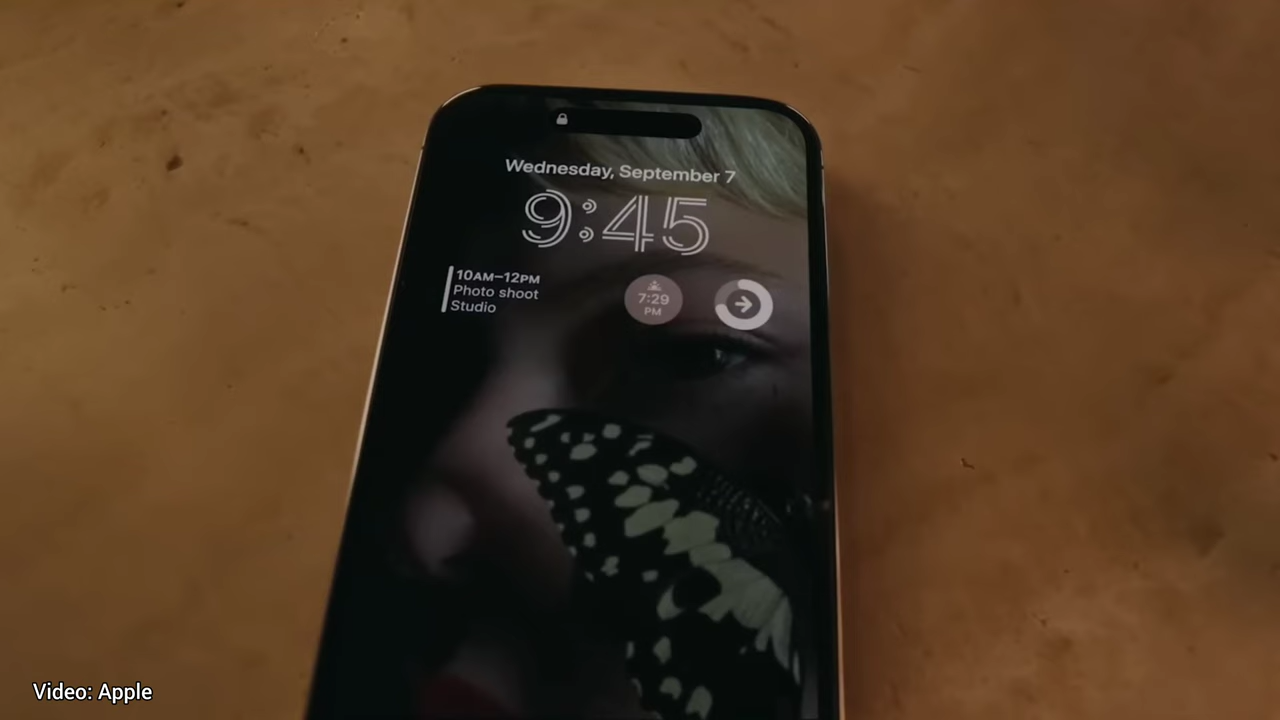 Wednesday, September 7
9:45
10AM–12PM
Photo shoot
Studio
7:29
PM
Video: Apple